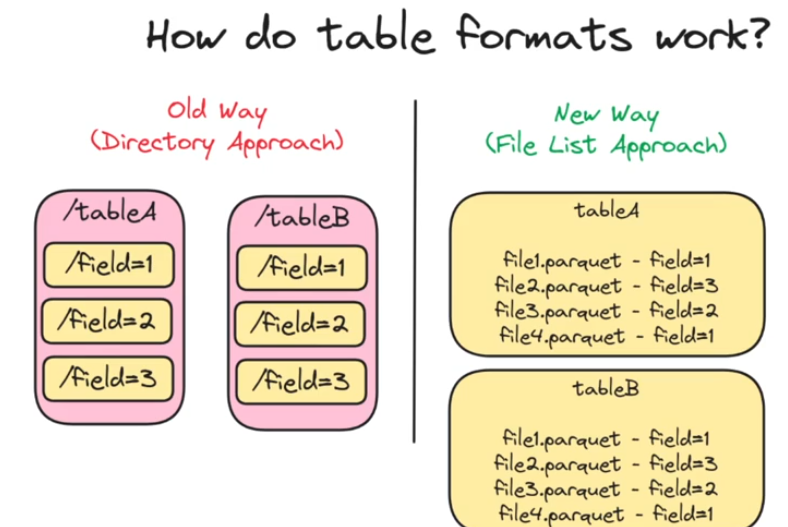 How do table formats work?
Old Way
(Directory Approach)
/tableA
/field=1
/field=2
/field=3
/tableB
/field=1
/field=2
/field=3
New Way
(File List Approach)
tableA
file1.parquet - field=1
file2.parquet - field=3
file3.parquet - field=2
file4.parquet - field=1
tableB
file1.parquet - field=1
file2.parquet - field=3
file3.parquet - field=2
file4.parquet - field=1